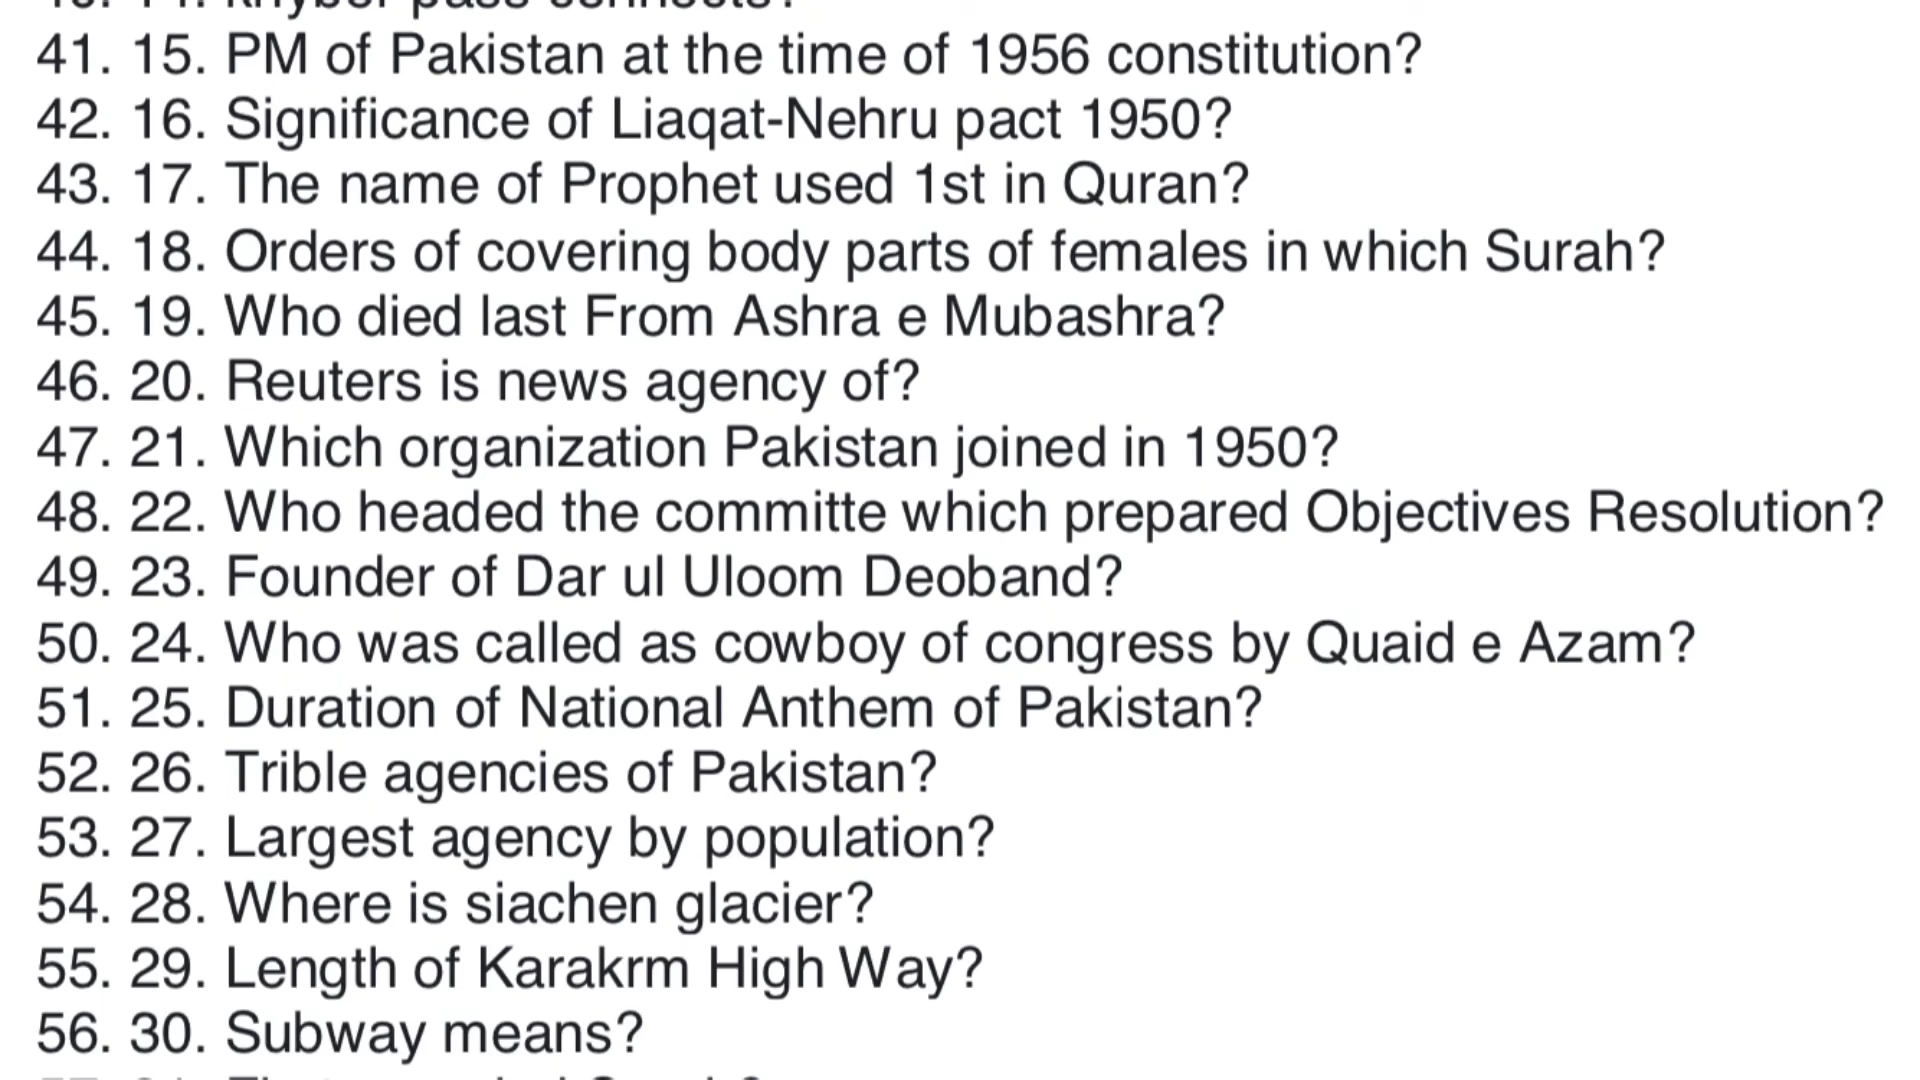 40. 14. khyber pass connects?
41. 15. PM of Pakistan at the time of 1956 constitution?
42. 16. Significance of Liaqat-Nehru pact 1950?
43. 17. The name of Prophet used 1st in Quran?
44. 18. Orders of covering body parts of females in which Surah?
45. 19. Who died last From Ashra e Mubashra?
46. 20. Reuters is news agency of?
47. 21. Which organization Pakistan joined in 1950?
48. 22. Who headed the committe which prepared Objectives Resolution?
49. 23. Founder of Dar ul Uloom Deoband?
50. 24. Who was called as cowboy of congress by Quaid e Azam?
51. 25. Duration of National Anthem of Pakistan?
52. 26. Trible agencies of Pakistan?
53. 27. Largest agency by population?
54. 28. Where is siachen glacier?
55. 29. Length of Karakrm High Way?
56. 30. Subway means?